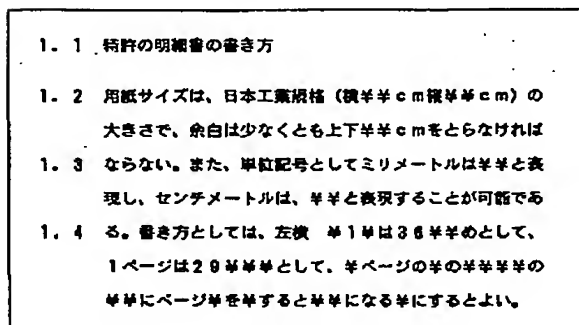 1. 1 特許の明細書の書き方
1. 2 用紙サイズは、日本工業規格（横¥¥cm縦¥¥cm）の
大きさで、余白は少なくとも上下¥¥cmをとらなければ
1. 3 ならない。また、単位記号としてミリメートルは¥¥と表
現し、センチメートルは、¥¥と表現することが可能であ
1. 4 る。書き方としては、左横 ¥1¥は36¥¥めとして、
1ページは29¥¥¥として、¥ページの¥の¥¥¥¥の
¥¥にページ¥を¥すると¥¥になる¥にするとよい。